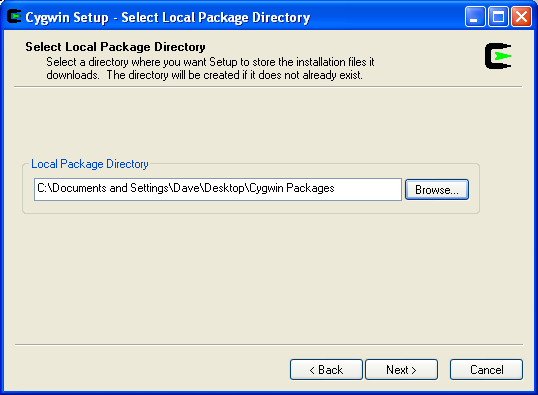 Cygwin Setup - Select Local Package Directory
Select Local Package Directory
Select a directory where you want Setup to store the installation files it
downloads.  The directory will be created if it does not already exist.
Local Package Directory
C:\Documents and Settings\Dave\Desktop\Cygwin Packages
Browse...
< Back
Next >
Cancel